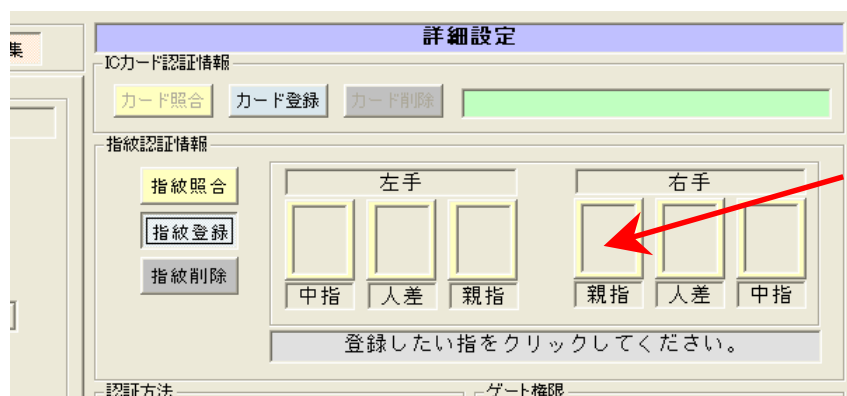 集
詳細設定
ICカード認証情報
カード照合 カード登録 カード削除
指紋認証情報
指紋照合
指紋登録
指紋削除
左手 右手
中指 人差 親指 親指 人差 中指
登録したい指をクリックしてください。
認証方法 ゲート権限